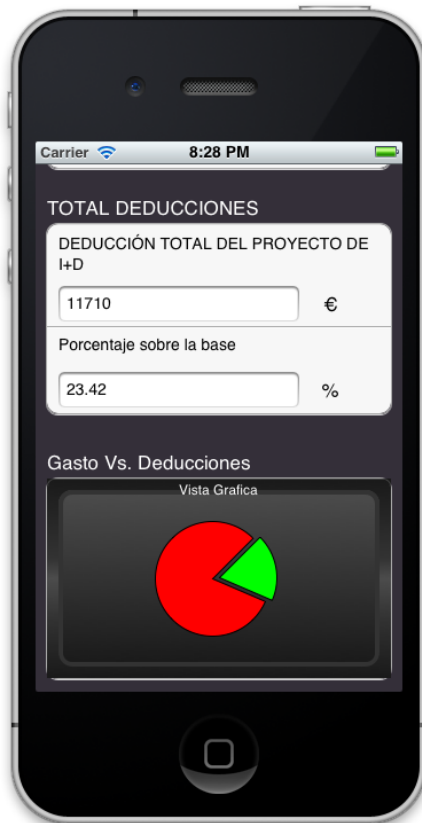 Carrier 8:28 PM
TOTAL DEDUCCIONES
DEDUCCIÓN TOTAL DEL PROYECTO DE
I+D
11710 €
Porcentaje sobre la base
23.42 %
Gasto Vs. Deducciones
Vista Grafica